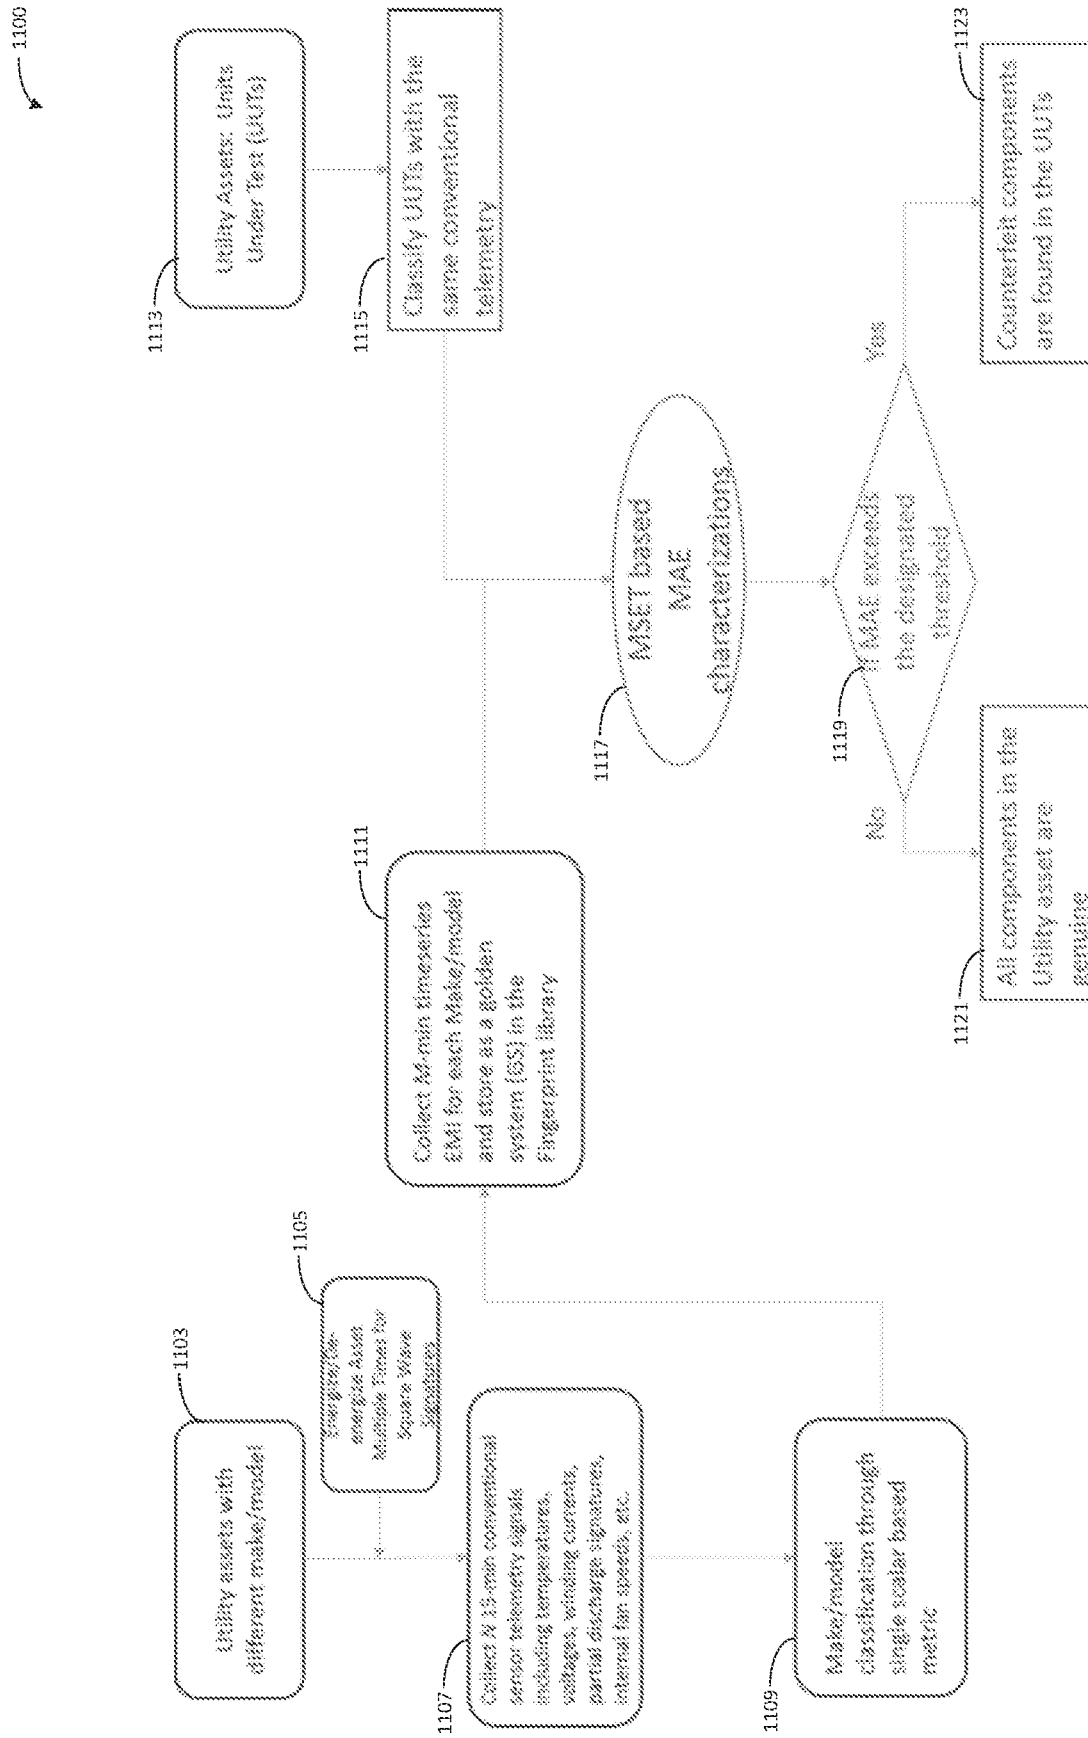 1100
1103
Utility assets with
different make/model
1105
Energize/De-
energize Asset
Multiple Times for
Square Wave
Signatures
1107
Collect N 15-min conventional
sensor telemetry signals
including temperatures,
voltages, winding currents,
partial discharge signatures,
internal fan speeds, etc.
1109
Make/model
classification through
single scalar based
metric
1111
Collect M-min timeseries
EMI for each Make/model
and store as a golden
system (GS) in the
Fingerprint library
1113
Utility Assets: Units
Under Test (UUTs)
1115
Classify UUTs with the
same conventional
telemetry
1117
MSET based
MAE
characterizations
1119
If MAE exceeds
the designated
threshold
No
Yes
1121
All components in the
Utility asset are
genuine
1123
Counterfeit components
are found in the UUTs